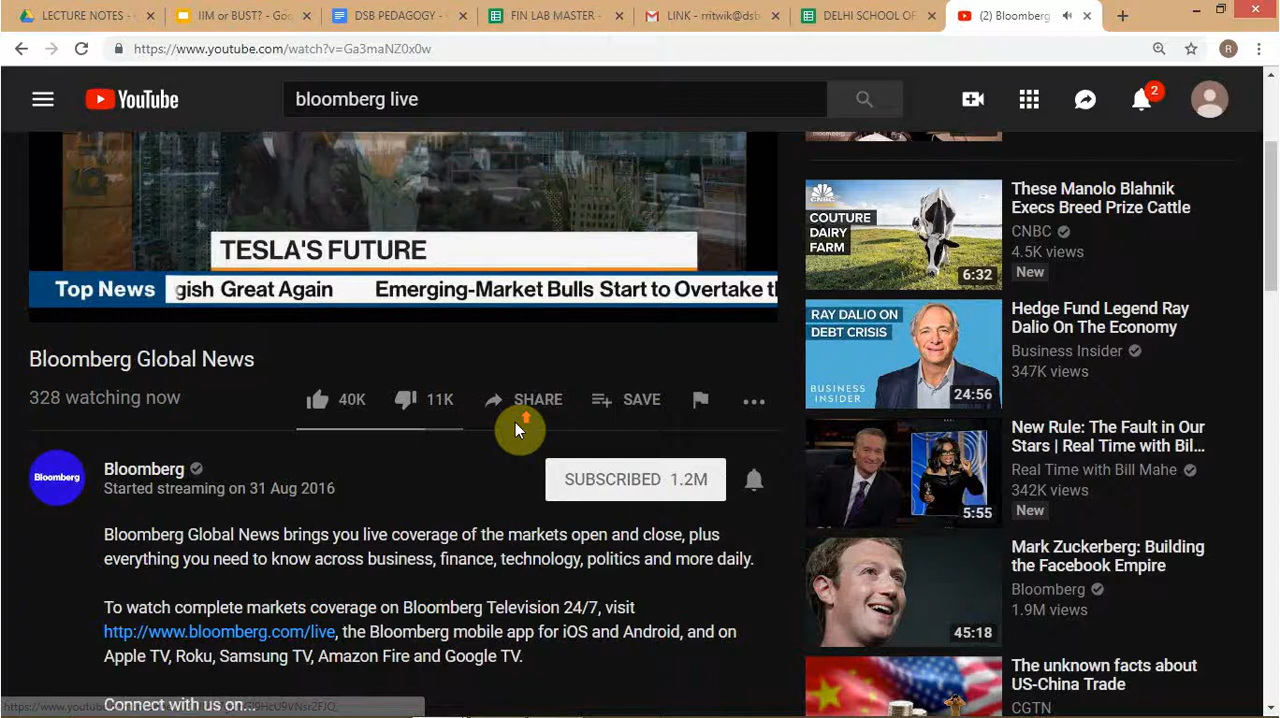 LECTURE NOTES -
IIM or BUST? - Goo
DSB PEDAGOGY -
FIN LAB MASTER -
LINK - rritwik@dsb
DELHI SCHOOL OF
(2) Bloomberg
https://www.youtube.com/watch?v=Ga3maNZ0x0w
R
YouTube
bloomberg live
2
TESLA'S FUTURE
Top News
gish Great Again Emerging-Market Bulls Start to Overtake
Bloomberg Global News
328 watching now
40K
11K
SHARE
SAVE
Bloomberg
Bloomberg
Started streaming on 31 Aug 2016
SUBSCRIBED 1.2M
Bloomberg Global News brings you live coverage of the markets open and close, plus
everything you need to know across business, finance, technology, politics and more daily.
To watch complete markets coverage on Bloomberg Television 24/7, visit
http://www.bloomberg.com/live, the Bloomberg mobile app for iOS and Android, and on
Apple TV, Roku, Samsung TV, Amazon Fire and Google TV.
Connect with us on...
CNBC
COUTURE
DAIRY
FARM
6:32
These Manolo Blahnik
Execs Breed Prize Cattle
CNBC
4.5K views
New
RAY DALIO ON
DEBT CRISIS
BUSINESS
INSIDER
24:56
Hedge Fund Legend Ray
Dalio On The Economy
Business Insider
347K views
5:55
New Rule: The Fault in Our
Stars | Real Time with Bil...
Real Time with Bill Mahe
342K views
New
45:18
Mark Zuckerberg: Building
the Facebook Empire
Bloomberg
1.9M views
The unknown facts about
US-China Trade
CGTN